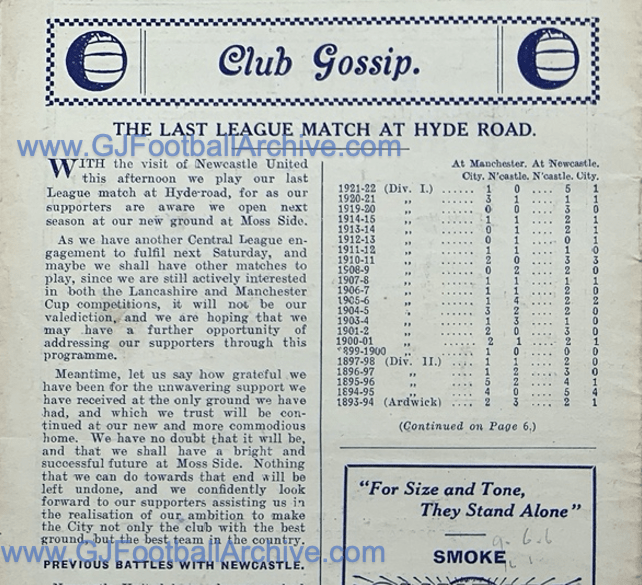 Club Gossip.
THE LAST LEAGUE MATCH AT HYDE ROAD.
www.GJFootballArchive.com
WITH the visit of Newcastle United
this afternoon we play our last
League match at Hyde-road, for as our
supporters are aware we open next
season at our new ground at Moss Side.
As we have another Central League en-
gagement to fulfil next Saturday, and
maybe we shall have other matches to
play, since we are still actively interested
in both the Lancashire and Manchester
Cup competitions, it will not be our
valediction, and we are hoping that we
may have a further opportunity of
addressing our supporters through this
programme.
Meantime, let us say how grateful we
have been for the unwavering support we
have received at the only ground we have
had, and which we trust will be con-
tinued at our new and more commodious
home. We have no doubt that it will be,
and that we shall have a bright and
successful future at Moss Side. Nothing
that we can do towards that end will be
left undone, and we confidently look
forward to our supporters assisting us in
the realisation of our ambition to make
the City not only the club with the best
ground, but the best team in the country.
www.GJFootballArchive.com
PREVIOUS BATTLES WITH NEWCASTLE.
At Manchester. At Newcastle.
City. N'castle. N'castle. City.
1921-22 (Div. I.) ...... 1 0 .... 5 1
1920-21 ,, ...... 3 1 .... 1 1
1919-20 ,, ...... 0 0 .... 3 0
1914-15 ,, ...... 1 1 .... 2 1
1913-14 ,, ...... 0 1 .... 2 1
1912-13 ,, ...... 0 1 .... 0 1
1911-12 ,, ...... 1 1 .... 1 0
1910-11 ,, ...... 2 0 .... 3 3
1908-9 ,, ...... 0 2 .... 2 0
1907-8 ,, ...... 1 1 .... 1 1
1906-7 ,, ...... 1 1 .... 2 0
1905-6 ,, ...... 1 4 .... 2 2
1904-5 ,, ...... 3 2 .... 2 0
1903-4 ,, ...... 1 3 .... 1 0
1901-2 ,, ...... 2 0 .... 3 0
1900-01 ,, ...... 2 1 .... 2 1
1899-1900 ,, ...... 1 0 .... 0 0
1897-98 (Div. II.) .... 1 1 .... 2 0
1896-97 ,, .... 1 2 .... 3 0
1895-96 ,, .... 5 2 .... 4 1
1894-95 ,, .... 4 0 .... 5 4
1893-94 (Ardwick) .... 2 3 .... 2 1
(Continued on Page 6.)
"For Size and Tone,
They Stand Alone"
SMOKE